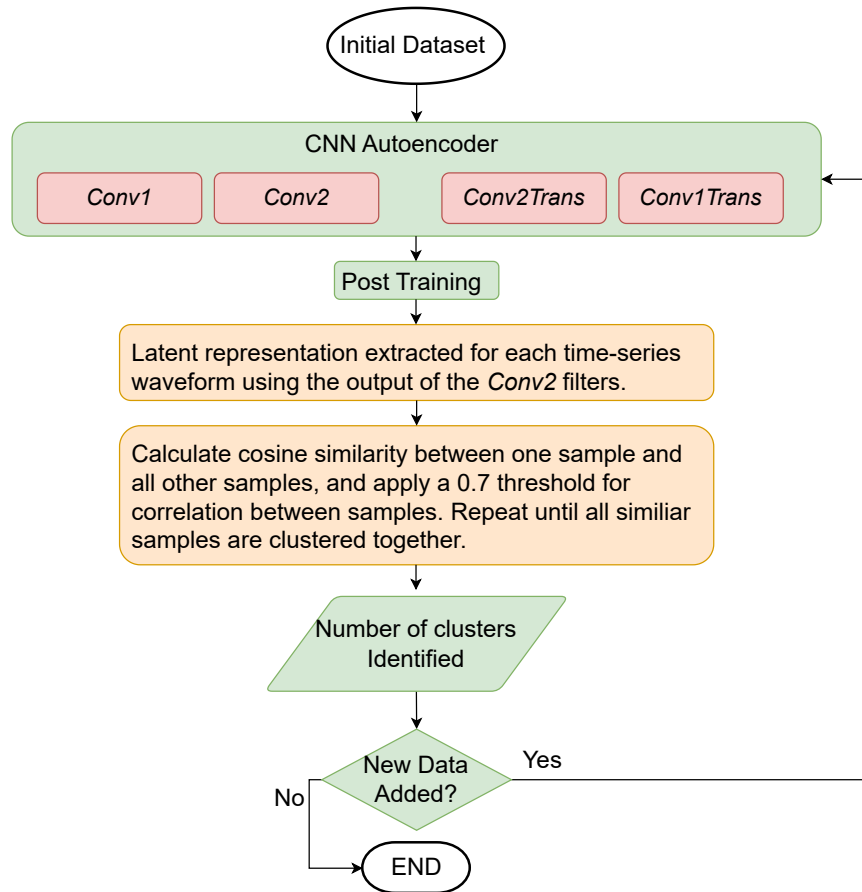 Initial Dataset
CNN Autoencoder
Conv1
Conv2
Conv2Trans
Conv1Trans
Post Training
Latent representation extracted for each time-series
waveform using the output of the Conv2 filters.
Calculate cosine similarity between one sample and
all other samples, and apply a 0.7 threshold for
correlation between samples. Repeat until all similiar
samples are clustered together.
Number of clusters
Identified
New Data
Added?
Yes
No
END